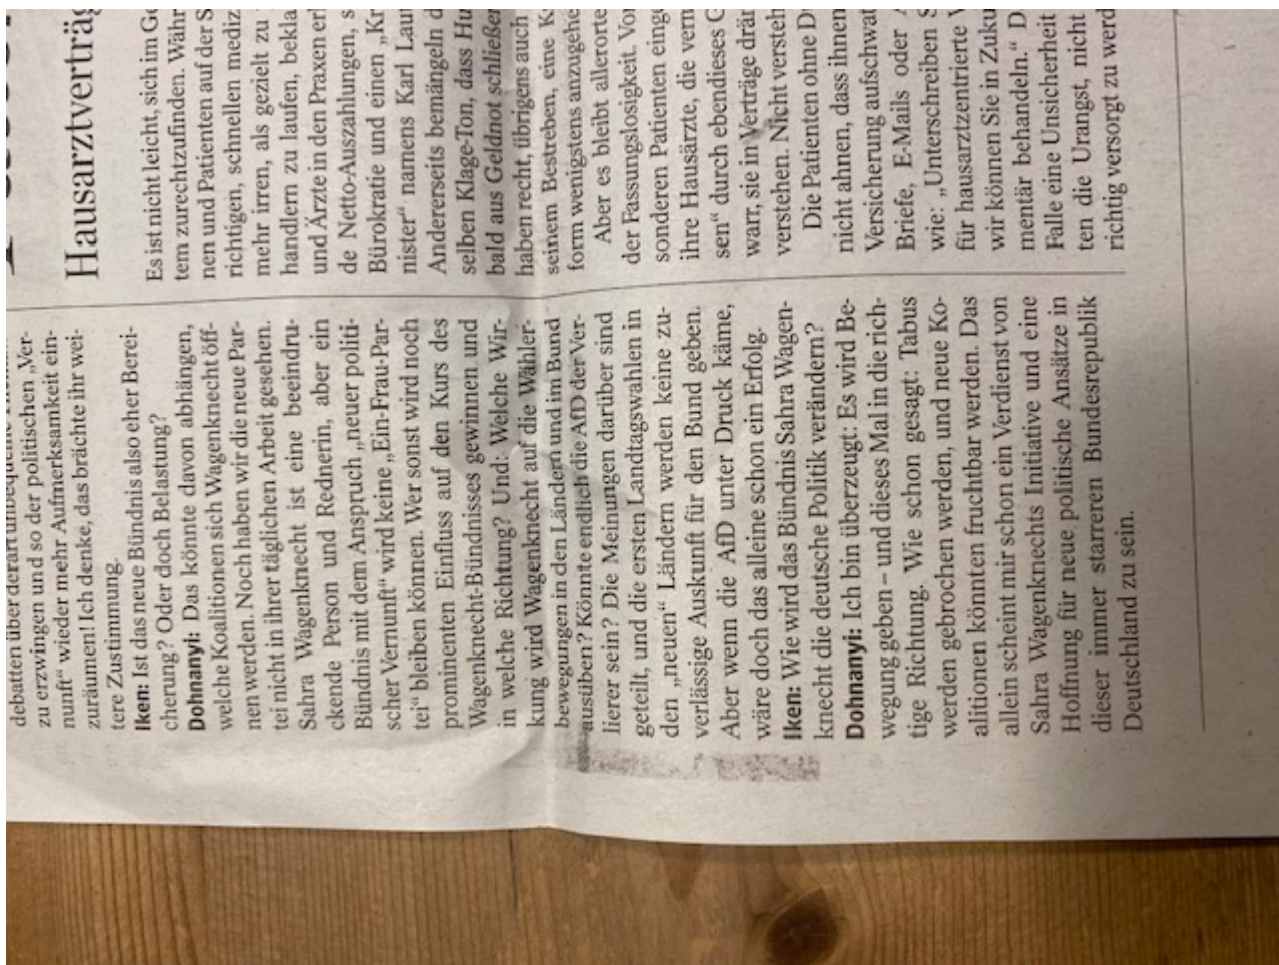 debatten über derart unbequeme
zu erzwingen und so der politischen „Ver-
nunft“ wieder mehr Aufmerksamkeit ein-
zuräumen! Ich denke, das brächte ihr wei-
tere Zustimmung.
Iken: Ist das neue Bündnis also eher Berei-
cherung? Oder doch Belastung?
Dohnanyi: Das könnte davon abhängen,
welche Koalitionen sich Wagenknecht öff-
nen werden. Noch haben wir die neue Par-
tei nicht in ihrer täglichen Arbeit gesehen.
Sahra Wagenknecht ist eine beeindru-
ckende Person und Rednerin, aber ein
Bündnis mit dem Anspruch „neuer politi-
scher Vernunft“ wird keine „Ein-Frau-Par-
tei“ bleiben können. Wer sonst wird noch
prominenten Einfluss auf den Kurs des
Wagenknecht-Bündnisses gewinnen, und
in welche Richtung? Und: Welche Wir-
kung wird Wagenknecht auf die Wähler-
bewegungen in den Ländern und im Bund
ausüben? Könnte endlich die AfD der Ver-
lierer sein? Die Meinungen darüber sind
geteilt, und die ersten Landtagswahlen in
den „neuen“ Ländern werden keine zu-
verlässige Auskunft für den Bund geben.
Aber wenn die AfD unter Druck käme,
wäre doch das alleine schon ein Erfolg.
Iken: Wie wird das Bündnis Sahra Wagen-
knecht die deutsche Politik verändern?
Dohnanyi: Ich bin überzeugt: Es wird Be-
wegung geben – und dieses Mal in die rich-
tige Richtung. Wie schon gesagt: Tabus
werden gebrochen werden, und neue Ko-
alitionen könnten fruchtbar werden. Das
allein scheint mir schon ein Verdienst von
Sahra Wagenknechts Initiative und eine
Hoffnung für neue politische Ansätze in
dieser immer starreren Bundesrepublik
Deutschland zu sein.
Hausarztverträg
Es ist nicht leicht, sich im Ge
tem zurechtzufinden. Währ
nen und Patienten auf der S
richtigen, schnellen mediz
mehr irren, als gezielt zu
handlern zu laufen, bekla
und Ärzte in den Praxen er
de Netto-Auszahlungen, s
Bürokratie und einen „Kr
nister“ namens Karl Laut
Andererseits bemängeln d
selben Klage-Ton, dass Hu
bald aus Geldnot schließen
haben recht, übrigens auch
seinem Bestreben, eine K
form wenigstens anzugehe
Aber es bleibt allerorte
der Fassungslosigkeit. Vor
sonderen Patienten eing
ihre Hausärzte, die verm
sen“ durch ebendieses G
warr, sie in Verträge drän
verstehen. Nicht versteh
Die Patienten ohne D
nicht ahnen, dass ihnen
Versicherung aufschwat
Briefe, E-Mails oder
wie: „Unterschreiben S
für hausarztzentrierte V
wir können Sie in Zuku
mentär behandeln.“ D
Falle eine Unsicherheit
ten die Urangst, nicht
richtig versorgt zu werd